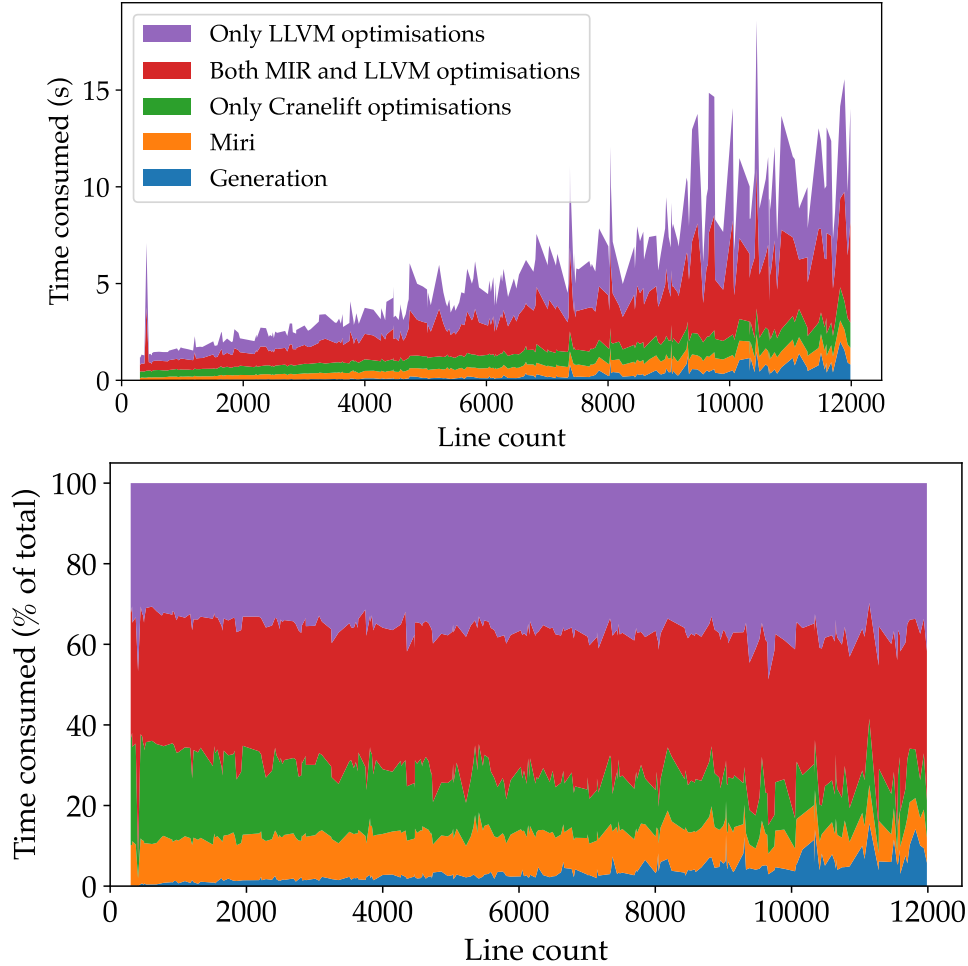 Only LLVM optimisations
Both MIR and LLVM optimisations
Only Cranelift optimisations
Miri
Generation
Time consumed (s)
15
10
5
0
0 2000 4000 6000 8000 10000 12000
Line count
Time consumed (% of total)
100
80
60
40
20
0
0 2000 4000 6000 8000 10000 12000
Line count